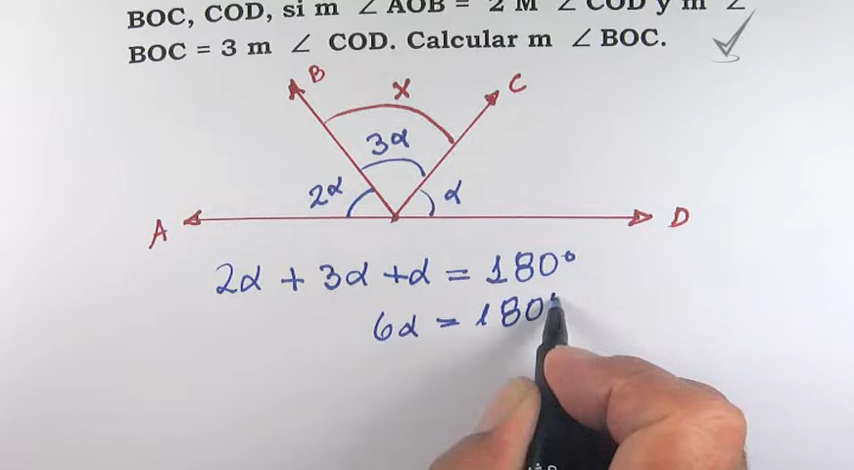 BOC, COD, si m ∠ AOB = 2 M ∠ COD y m ∠
BOC = 3 m ∠ COD. Calcular m ∠ BOC.
B
x
C
3α
2α
α
A
D
2α + 3α + α = 180°
6α = 180°